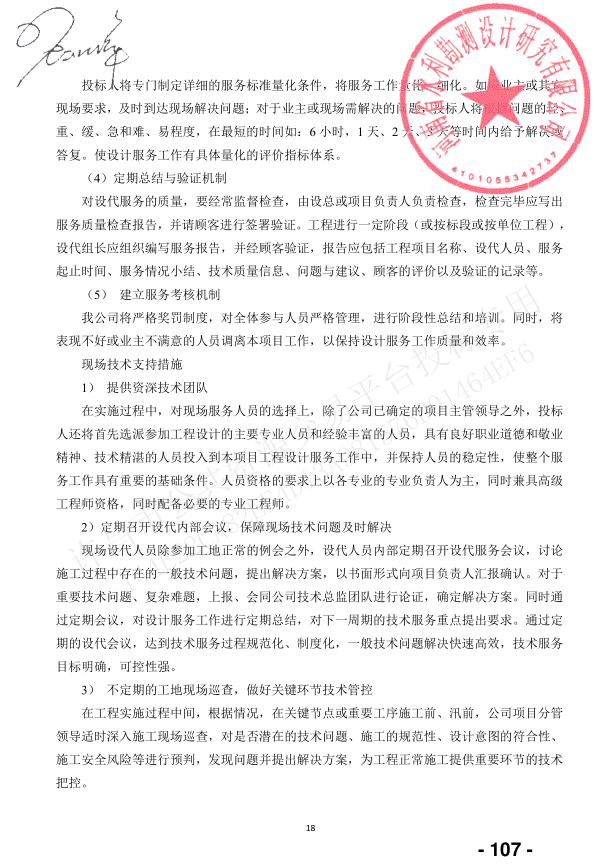 投标人将专门制定详细的服务标准量化条件，将服务工作
细化。如
业主或其
现场要求，及时到达现场解决问题；对于业主或现场需解决的问题，投标人将根据问题的轻、
重、缓、急和难、易程度，在最短的时间如：6 小时，1 天、2 天、3 天等时间内给予解决或
答复。使设计服务工作有具体量化的评价指标体系。
（4）定期总结与验证机制
对设代服务的质量，要经常监督检查，由设总或项目负责人负责检查，检查完毕应写出
服务质量检查报告，并请顾客进行签署验证。工程进行一定阶段（或按标段或按单位工程），
设代组长应组织编写服务报告，并经顾客验证，报告应包括工程项目名称、设代人员、服务
起止时间、服务情况小结、技术质量信息、问题与建议、顾客的评价以及验证的记录等。
（5） 建立服务考核机制
我公司将严格奖罚制度，对全体参与人员严格管理，进行阶段性总结和培训。同时，将
表现不好或业主不满意的人员调离本项目工作，以保持设计服务工作质量和效率。
现场技术支持措施
1） 提供资深技术团队
在实施过程中，对现场服务人员的选择上，除了公司已确定的项目主管领导之外，投标
人还将首先选派参加工程设计的主要专业人员和经验丰富的人员，具有良好职业道德和敬业
精神、技术精湛的人员投入到本项目工程设计服务工作中，并保持人员的稳定性，使整个服
务工作具有重要的基础条件。人员资格的要求上以各专业的专业负责人为主，同时兼具高级
工程师资格，同时配备必要的专业工程师。
2）定期召开设代内部会议，保障现场技术问题及时解决
现场设代人员除参加工地正常的例会之外，设代人员内部定期召开设代服务会议，讨论
施工过程中存在的一般技术问题，提出解决方案，以书面形式向项目负责人汇报确认。对于
重要技术问题、复杂难题，上报、会同公司技术总监团队进行论证，确定解决方案。同时通
过定期会议，对设计服务工作进行定期总结，对下一周期的技术服务重点提出要求。通过定
期的设代会议，达到技术服务过程规范化、制度化，一般技术问题解决快速高效，技术服务
目标明确，可控性强。
3） 不定期的工地现场巡查，做好关键环节技术管控
在工程实施过程中间，根据情况，在关键节点或重要工序施工前、汛前，公司项目分管
领导适时深入施工现场巡查，对是否潜在的技术问题、施工的规范性、设计意图的符合性、
施工安全风险等进行预判，发现问题并提出解决方案，为工程正常施工提供重要环节的技术
把控。
河南省水利勘测设计研究有限公司
4101055342737
18
- 107 -